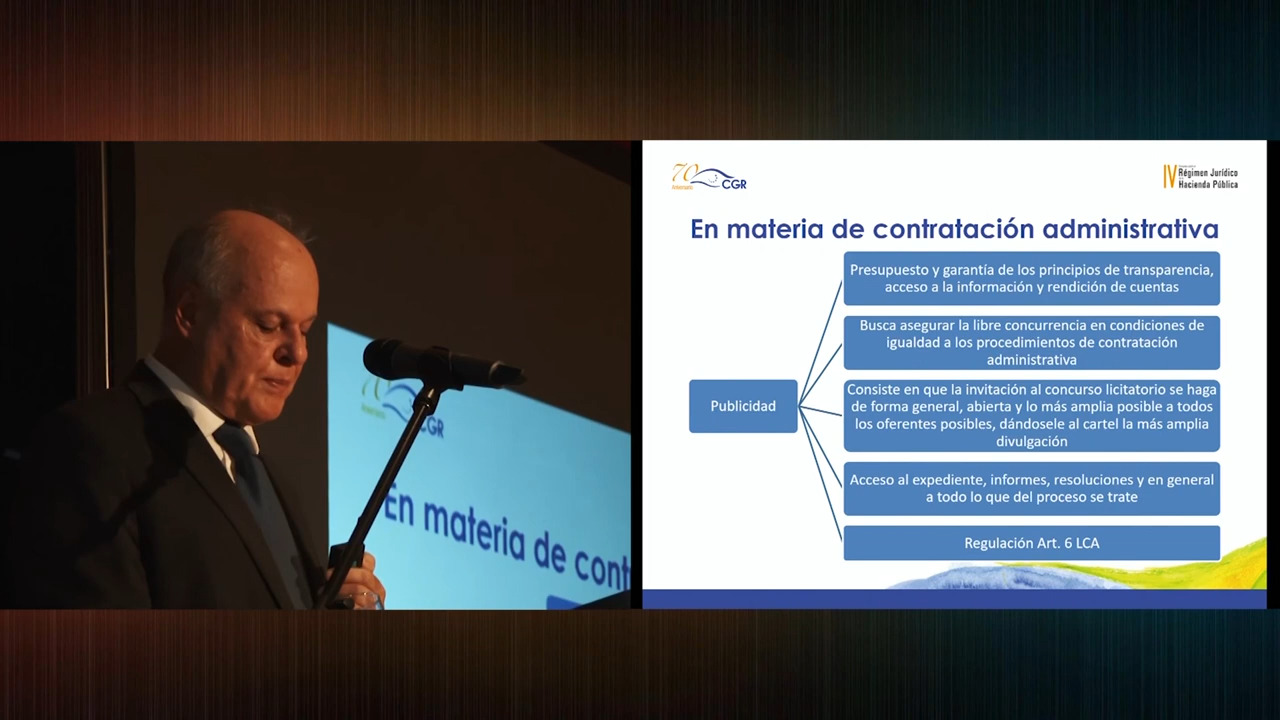 70
Aniversario
CGR
En materia de cont
70
Aniversario
CGR
IV
Régimen Jurídico
Hacienda Pública
En materia de contratación administrativa
Publicidad
Presupuesto y garantía de los principios de transparencia,
acceso a la información y rendición de cuentas
Busca asegurar la libre concurrencia en condiciones de
igualdad a los procedimientos de contratación
administrativa
Consiste en que la invitación al concurso licitatorio se haga
de forma general, abierta y lo más amplia posible a todos
los oferentes posibles, dándosele al cartel la más amplia
divulgación
Acceso al expediente, informes, resoluciones y en general
a todo lo que del proceso se trate
Regulación Art. 6 LCA